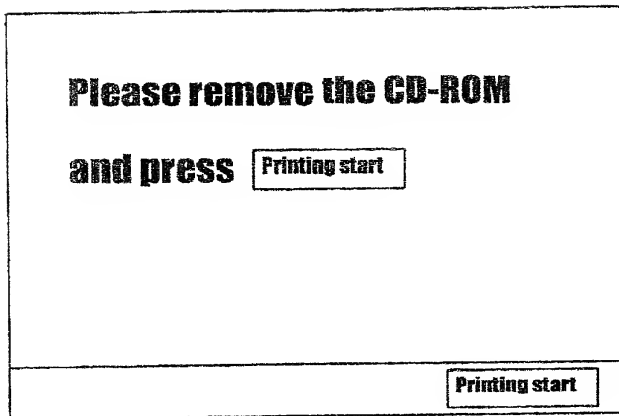 Please remove the CD-ROM
and press Printing start
Printing start